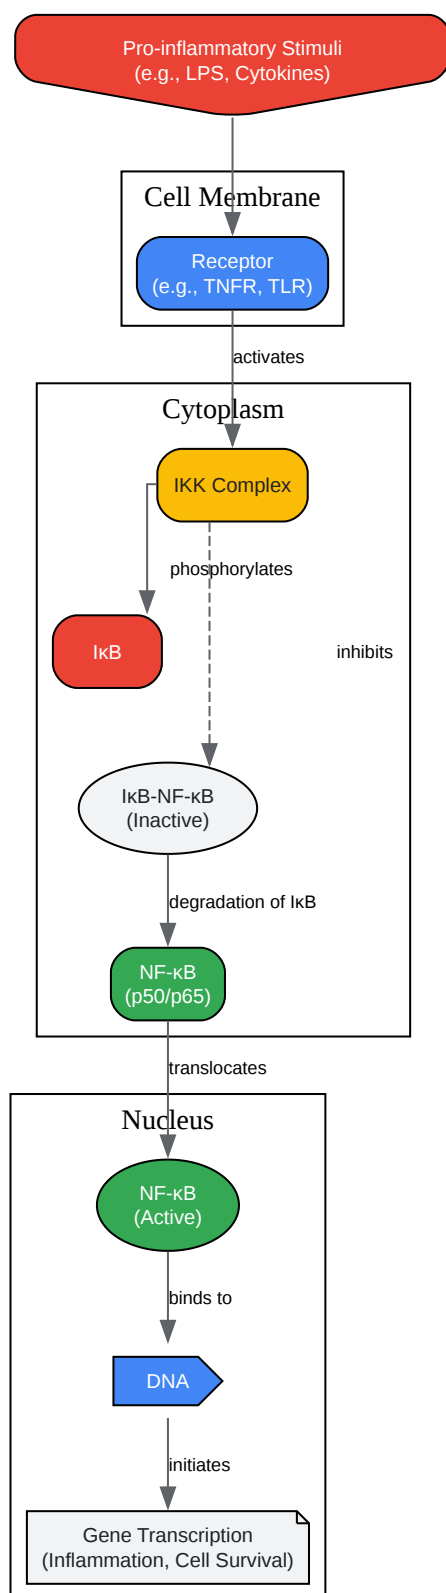 Pro-inflammatory Stimuli
(e.g., LPS, Cytokines)
Cell Membrane
Receptor
(e.g., TNFR, TLR)
activates
Cytoplasm
IKK Complex
phosphorylates
IκB
inhibits
IκB-NF-κB
(Inactive)
degradation of IκB
NF-κB
(p50/p65)
translocates
Nucleus
NF-κB
(Active)
binds to
DNA
initiates
Gene Transcription
(Inflammation, Cell Survival)